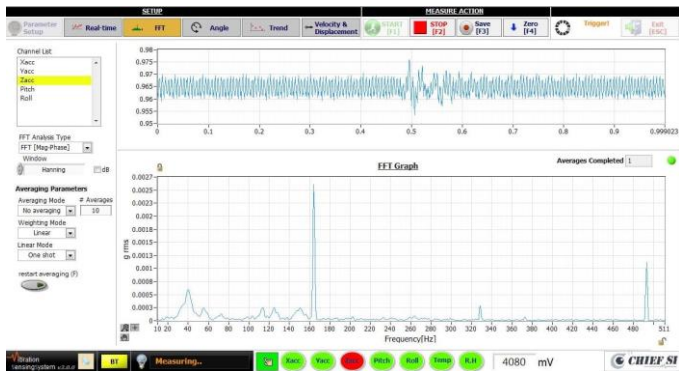 SETUP
MEASURE ACTION
Parameter Setup
Real-time
FFT
Angle
Trend
Velocity & Displacement
START [F1]
STOP [F2]
Save [F3]
Zero [F4]
Trigger!
Exit [ESC]
Channel List
Xacc
Yacc
Zacc
Pitch
Roll
0.98
0.975
0.97
0.965
0.96
0.955
0.95
0 0.1 0.2 0.3 0.4 0.5 0.6 0.7 0.8 0.9 0.999023
FFT Analysis Type
FFT [Mag-Phase]
Window
Hanning
dB
Averaging Parameters
Averaging Mode
# Averages
No averaging
10
Weighting Mode
Linear
Linear Mode
One shot
restart averaging (F)
FFT Graph
Averages Completed 1
g rms
0.0027
0.0025
0.0023
0.002
0.0018
0.0015
0.0013
0.001
0.0008
0.0005
0.0003
0
10 20 40 60 80 100 120 140 160 180 200 220 240 260 280 300 320 340 360 380 400 420 440 460 480 511
Frequency[Hz]
BT
Measuring..
Xacc
Yacc
Pitch
Roll
Temp
R.H
4080 mV
CHIEF SI